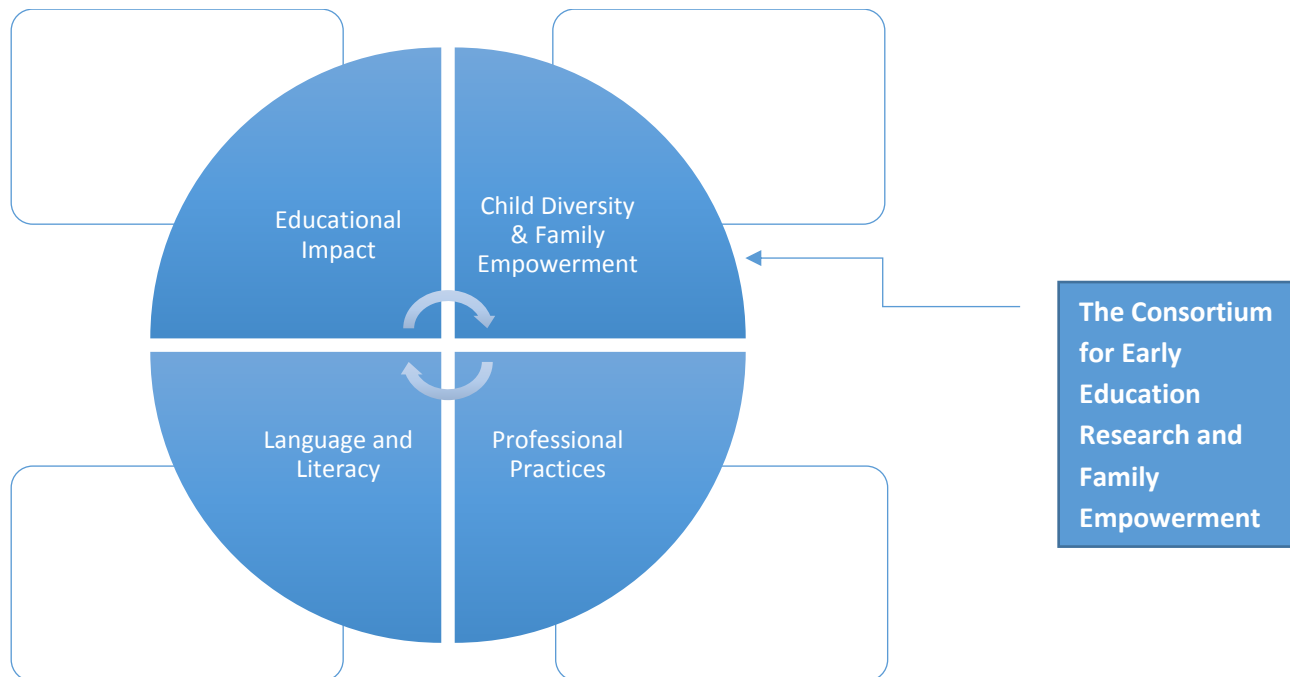 Educational
Impact
Child Diversity
& Family
Empowerment
Language and
Literacy
Professional
Practices
The Consortium
for Early
Education
Research and
Family
Empowerment